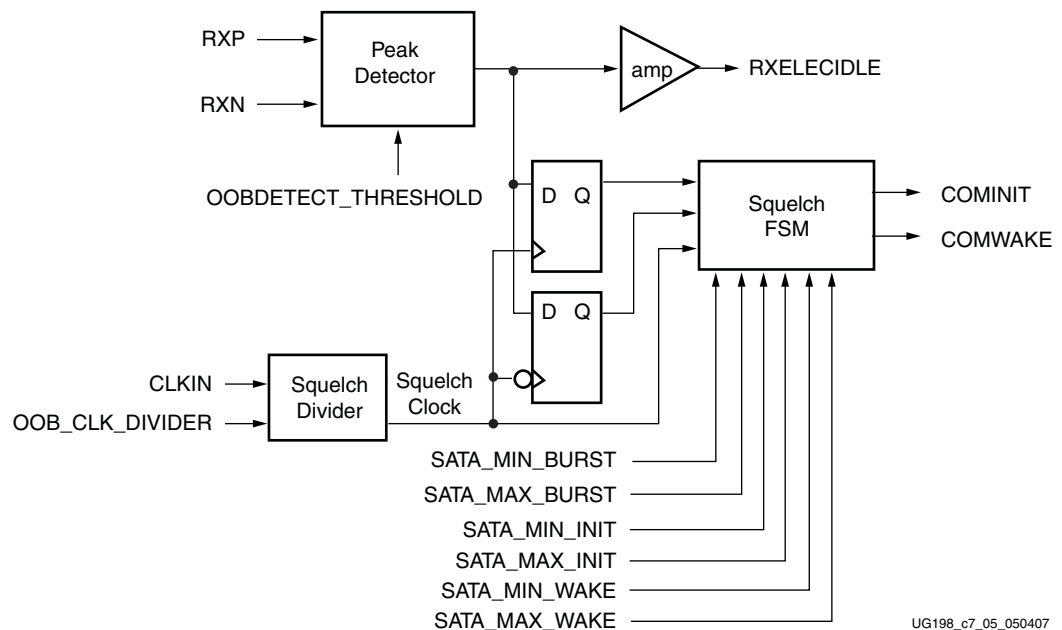 RXP
RXN
Peak
Detector
amp
RXELECIDLE
OOBDETECT_THRESHOLD
D Q
Squelch
FSM
COMINIT
COMWAKE
D Q
CLKIN
OOB_CLK_DIVIDER
Squelch
Divider
Squelch
Clock
SATA_MIN_BURST
SATA_MAX_BURST
SATA_MIN_INIT
SATA_MAX_INIT
SATA_MIN_WAKE
SATA_MAX_WAKE
UG198_c7_05_050407